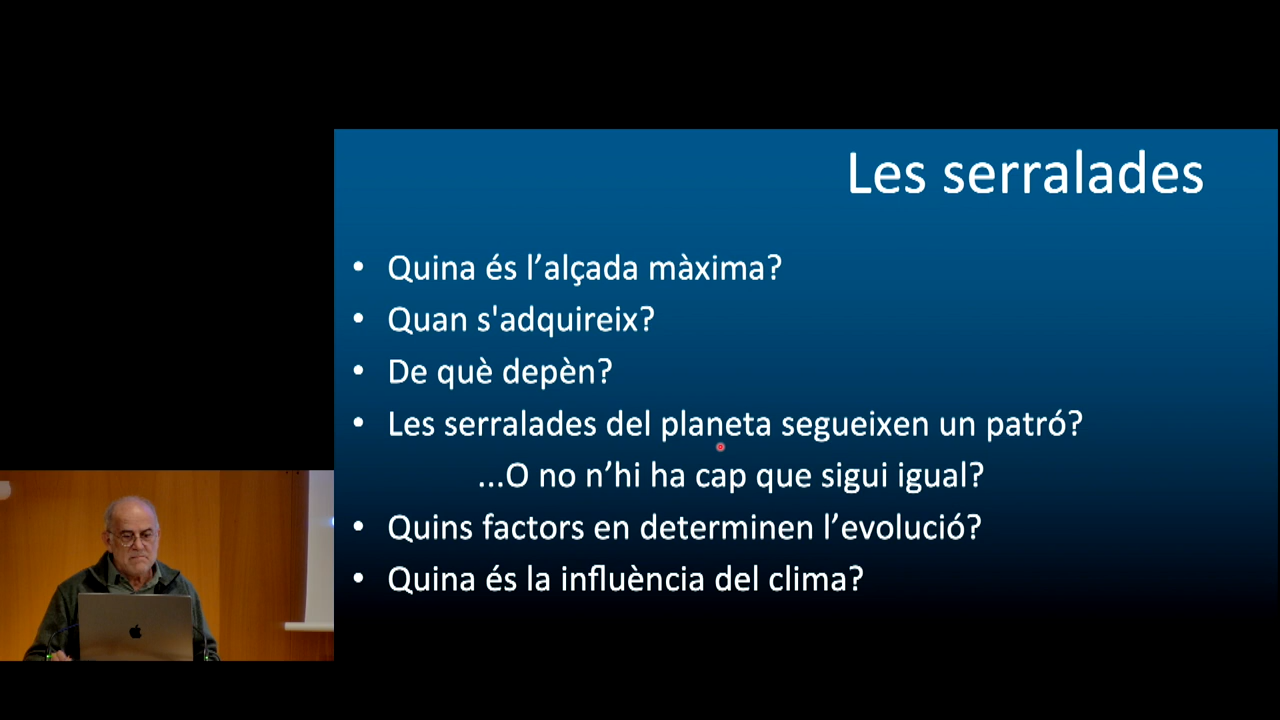 Les serralades
• Quina és l’alçada màxima?
• Quan s'adquireix?
• De què depèn?
• Les serralades del planeta segueixen un patró?
...O no n’hi ha cap que sigui igual?
• Quins factors en determinen l’evolució?
• Quina és la influència del clima?